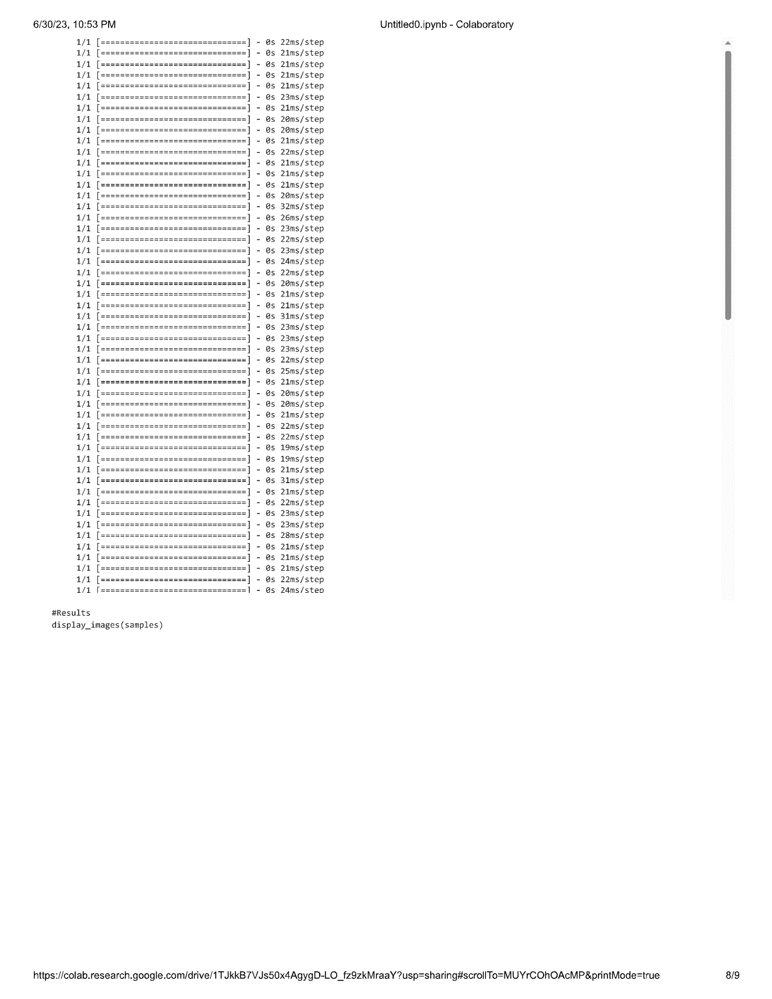 6/30/23, 10:53 PM Untitled0.ipynb - Colaboratory
1/1 [==============================] - 0s 22ms/step
1/1 [==============================] - 0s 21ms/step
1/1 [==============================] - 0s 21ms/step
1/1 [==============================] - 0s 21ms/step
1/1 [==============================] - 0s 21ms/step
1/1 [==============================] - 0s 23ms/step
1/1 [==============================] - 0s 21ms/step
1/1 [==============================] - 0s 20ms/step
1/1 [==============================] - 0s 20ms/step
1/1 [==============================] - 0s 21ms/step
1/1 [==============================] - 0s 22ms/step
1/1 [==============================] - 0s 21ms/step
1/1 [==============================] - 0s 21ms/step
1/1 [==============================] - 0s 21ms/step
1/1 [==============================] - 0s 20ms/step
1/1 [==============================] - 0s 32ms/step
1/1 [==============================] - 0s 26ms/step
1/1 [==============================] - 0s 23ms/step
1/1 [==============================] - 0s 22ms/step
1/1 [==============================] - 0s 23ms/step
1/1 [==============================] - 0s 24ms/step
1/1 [==============================] - 0s 22ms/step
1/1 [==============================] - 0s 20ms/step
1/1 [==============================] - 0s 21ms/step
1/1 [==============================] - 0s 21ms/step
1/1 [==============================] - 0s 31ms/step
1/1 [==============================] - 0s 23ms/step
1/1 [==============================] - 0s 23ms/step
1/1 [==============================] - 0s 23ms/step
1/1 [==============================] - 0s 22ms/step
1/1 [==============================] - 0s 25ms/step
1/1 [==============================] - 0s 21ms/step
1/1 [==============================] - 0s 20ms/step
1/1 [==============================] - 0s 20ms/step
1/1 [==============================] - 0s 21ms/step
1/1 [==============================] - 0s 22ms/step
1/1 [==============================] - 0s 22ms/step
1/1 [==============================] - 0s 19ms/step
1/1 [==============================] - 0s 19ms/step
1/1 [==============================] - 0s 21ms/step
1/1 [==============================] - 0s 31ms/step
1/1 [==============================] - 0s 21ms/step
1/1 [==============================] - 0s 22ms/step
1/1 [==============================] - 0s 23ms/step
1/1 [==============================] - 0s 23ms/step
1/1 [==============================] - 0s 28ms/step
1/1 [==============================] - 0s 21ms/step
1/1 [==============================] - 0s 21ms/step
1/1 [==============================] - 0s 21ms/step
1/1 [==============================] - 0s 22ms/step
1/1 [==============================] - 0s 24ms/step
#Results
display_images(samples)
https://colab.research.google.com/drive/1TJkkB7VJs50x4AgygD-LO_fz9zkMraaY?usp=sharing#scrollTo=MUYrCOhOAcMP&printMode=true 8/9